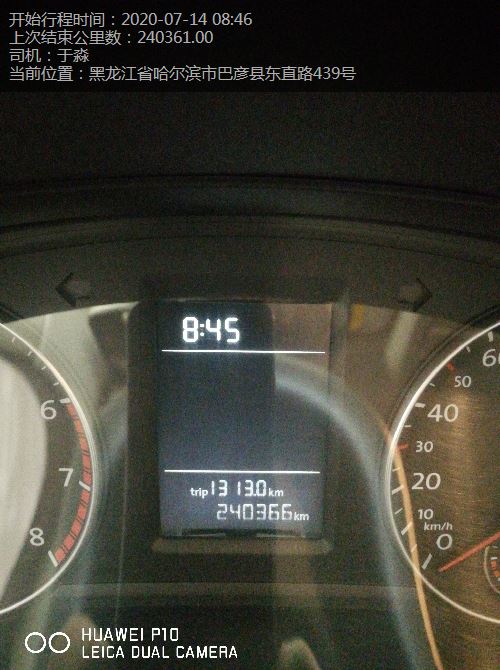 开始行程时间：2020-07-14 08:46
上次结束公里数：240361.00
司机：于淼
当前位置：黑龙江省哈尔滨市巴彦县东直路439号
8:45
6
7
8
60
50
40
30
20
10
km/h
0
trip 1313.0 km
240366 km
HUAWEI P10
LEICA DUAL CAMERA